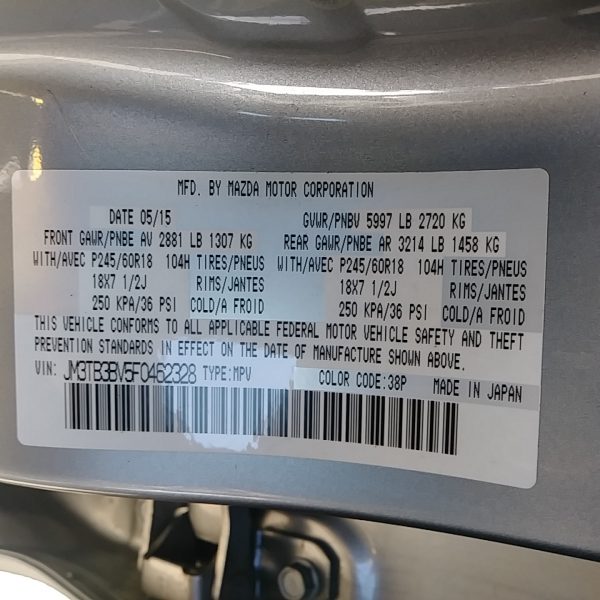 MFD. BY MAZDA MOTOR CORPORATION
DATE 05/15 GVWR/PNBV 5997 LB 2720 KG
FRONT GAWR/PNBE AV 2881 LB 1307 KG REAR GAWR/PNBE AR 3214 LB 1458 KG
WITH/AVEC P245/60R18 104H TIRES/PNEUS WITH/AVEC P245/60R18 104H TIRES/PNEUS
18X7 1/2J RIMS/JANTES 18X7 1/2J RIMS/JANTES
250 KPA/36 PSI COLD/A FROID 250 KPA/36 PSI COLD/A FROID
THIS VEHICLE CONFORMS TO ALL APPLICABLE FEDERAL MOTOR VEHICLE SAFETY AND THEFT
PREVENTION STANDARDS IN EFFECT ON THE DATE OF MANUFACTURE SHOWN ABOVE.
VIN: JM3TB3BV5F0462328 TYPE:MPV COLOR CODE:38P MADE IN JAPAN